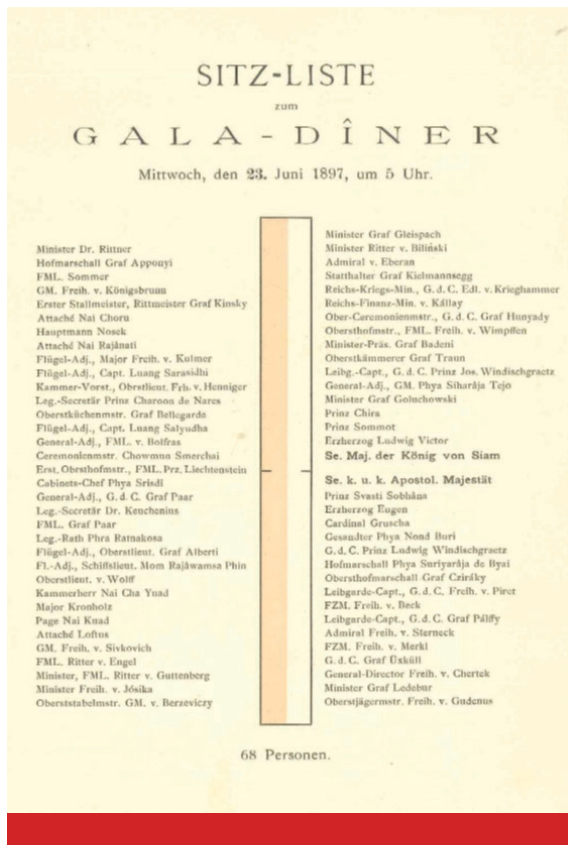 SITZ-LISTE
zum
GALA-DÎNER
Mittwoch, den 23. Juni 1897, um 5 Uhr.
Minister Dr. Rittner
Hofmarschall Graf Apponyi
FML. Sommer
GM. Freih. v. Königsbrunn
Erster Stallmeister, Rittmeister Graf Kinsky
Attaché Nai Choru
Hauptmann Nosek
Attaché Nai Rajánati
Flügel-Adj., Major Freih. v. Kulmer
Flügel-Adj., Capt. Luang Sarasidhi
Kammer-Vorst., Obrstlieut. Frh. v. Henniger
Leg.-Secretär Prinz Charoon de Nares
Oberstküchenmstr. Graf Bellegarde
Flügel-Adj., Capt. Luang Salyudha
General-Adj., FML. v. Bolfras
Ceremonienmstr. Chowmun Smerchai
Erst. Obersthofmstr., FML. Prz. Liechtenstein
Cabinets-Chef Phya Srisdi
General-Adj., G. d. C. Graf Paar
Leg.-Secretär Dr. Keuchenius
FML. Graf Paar
Leg.-Rath Phra Ratnakosa
Flügel-Adj., Oberstlieut. Graf Alberti
Fl.-Adj., Schiffslieut. Mom Rajáwamsa Phin
Oberstlieut. v. Wolff
Kammerherr Nai Cha Yuad
Major Kronholz
Page Nai Kuad
Attaché Loftus
GM. Freih. v. Sivkovich
FML. Ritter v. Engel
Minister, FML. Ritter v. Guttenberg
Minister Freih. v. Jósika
Oberststabelmstr. GM. v. Berzeviczy
Minister Graf Gleispach
Minister Ritter v. Biliński
Admiral v. Eberan
Statthalter Graf Kielmannsegg
Reichs-Kriegs-Min., G. d. C. Edl. v. Krieghammer
Reichs-Finanz-Min. v. Kállay
Ober-Ceremonienmstr., G. d. C. Graf Hunyady
Obersthofmstr., FML. Freih. v. Wimpffen
Minister-Präs. Graf Badeni
Oberstkämmerer Graf Traun
Leibg.-Capt., G. d. C. Prinz Jos. Windischgraetz
General-Adj., GM. Phya Siharája Tejo
Minister Graf Goluchowski
Prinz Chira
Prinz Sommot
Erzherzog Ludwig Victor
Se. Maj. der König von Siam
Se. k. u. k. Apostol. Majestät
Prinz Svasti Sobhána
Erzherzog Eugen
Cardinal Gruscha
Gesandter Phya Nond Buri
G. d. C. Prinz Ludwig Windischgraetz
Hofmarschall Phya Suriyarája de Byai
Obersthofmarschall Graf Cziráky
Leibgarde-Capt., G. d. C. Freih. v. Piret
FZM. Freih. v. Beck
Leibgarde-Capt., G. d. C. Graf Pálffy
Admiral Freih. v. Sterneck
FZM. Freih. v. Merkl
G. d. C. Graf Üxküll
General-Director Freih. v. Chertek
Minister Graf Ledebur
Oberstjägermstr. Freih. v. Gudenus
68 Personen.